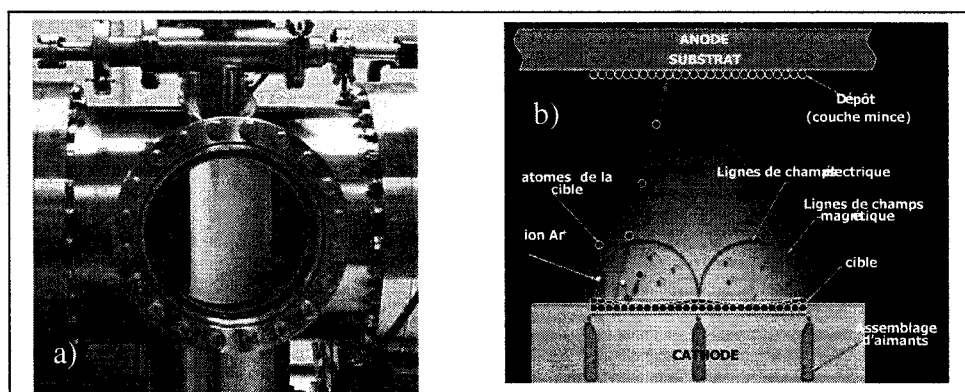 a)
ANODE
SUBSTRAT
b)
Dépôt
(couche mince)
atomes de la
cible
Lignes de champs électrique
Lignes de champs
magnétique
ion Ar⁺
cible
CATHODE
Assemblage
d'aimants